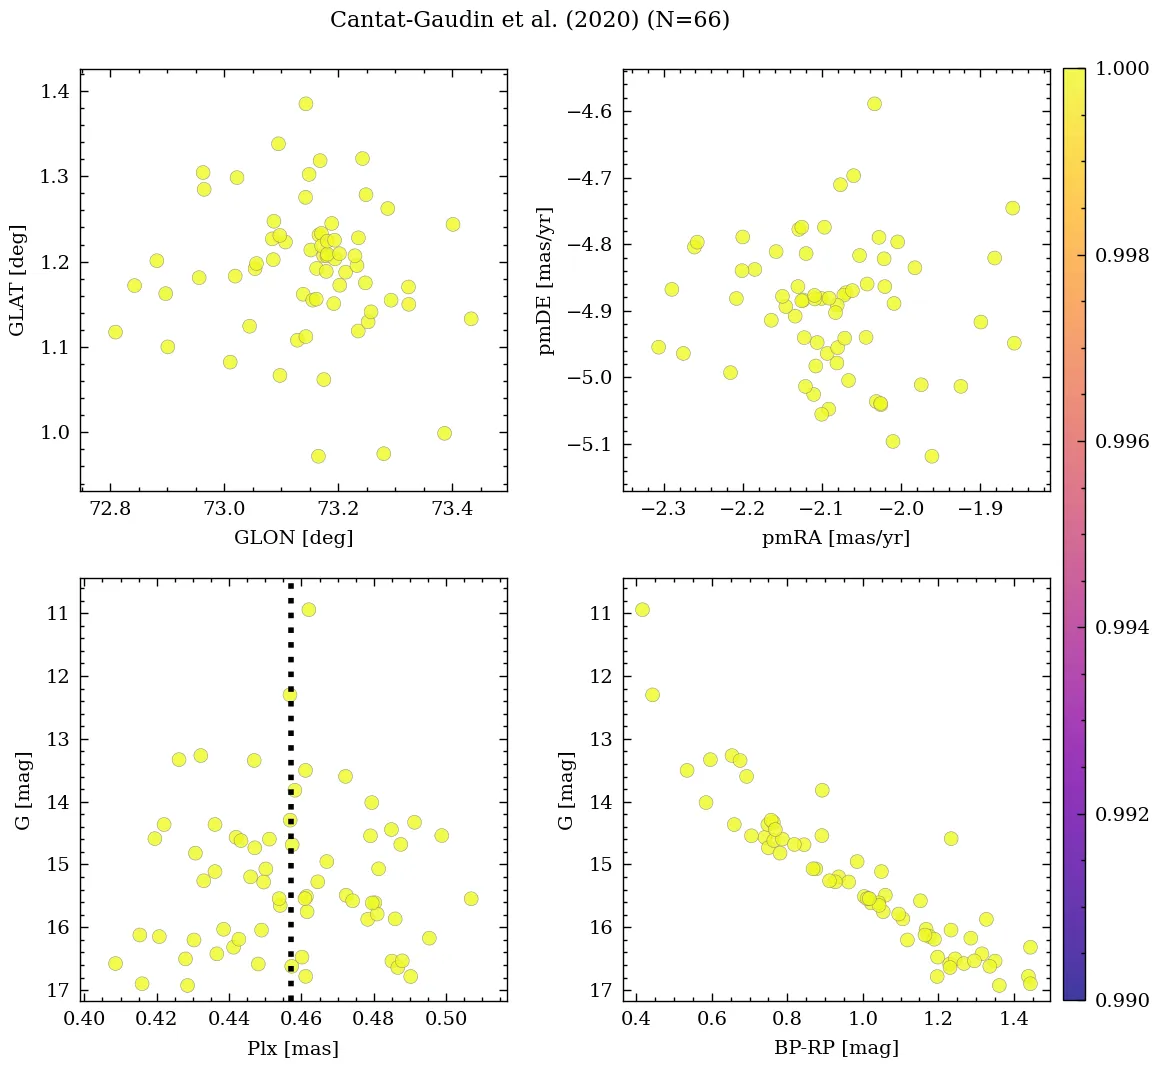 Cantat-Gaudin et al. (2020) (N=66)
1.4
1.3
1.2
1.1
1.0
GLAT [deg]
72.8 73.0 73.2 73.4
GLON [deg]
−4.6
−4.7
−4.8
−4.9
−5.0
−5.1
pmDE [mas/yr]
−2.3 −2.2 −2.1 −2.0 −1.9
pmRA [mas/yr]
11
12
13
14
15
16
17
G [mag]
0.40 0.42 0.44 0.46 0.48 0.50
Plx [mas]
11
12
13
14
15
16
17
G [mag]
0.4 0.6 0.8 1.0 1.2 1.4
BP-RP [mag]
1.000
0.998
0.996
0.994
0.992
0.990